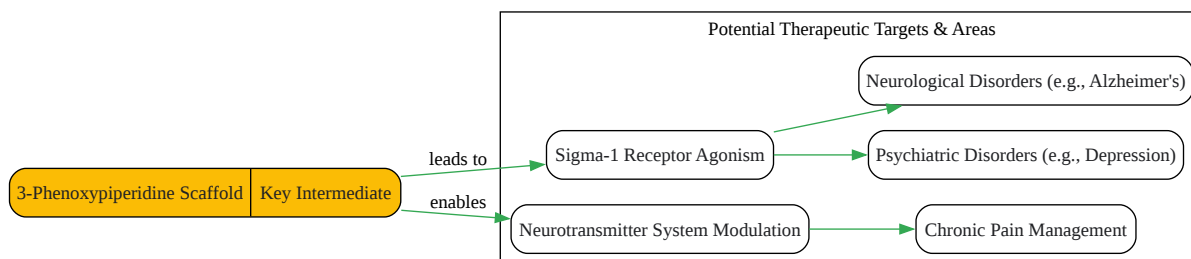 Potential Therapeutic Targets & Areas
Neurological Disorders (e.g., Alzheimer's)
leads to
Sigma-1 Receptor Agonism
Psychiatric Disorders (e.g., Depression)
3-Phenoxypiperidine Scaffold
Key Intermediate
enables
Neurotransmitter System Modulation
Chronic Pain Management